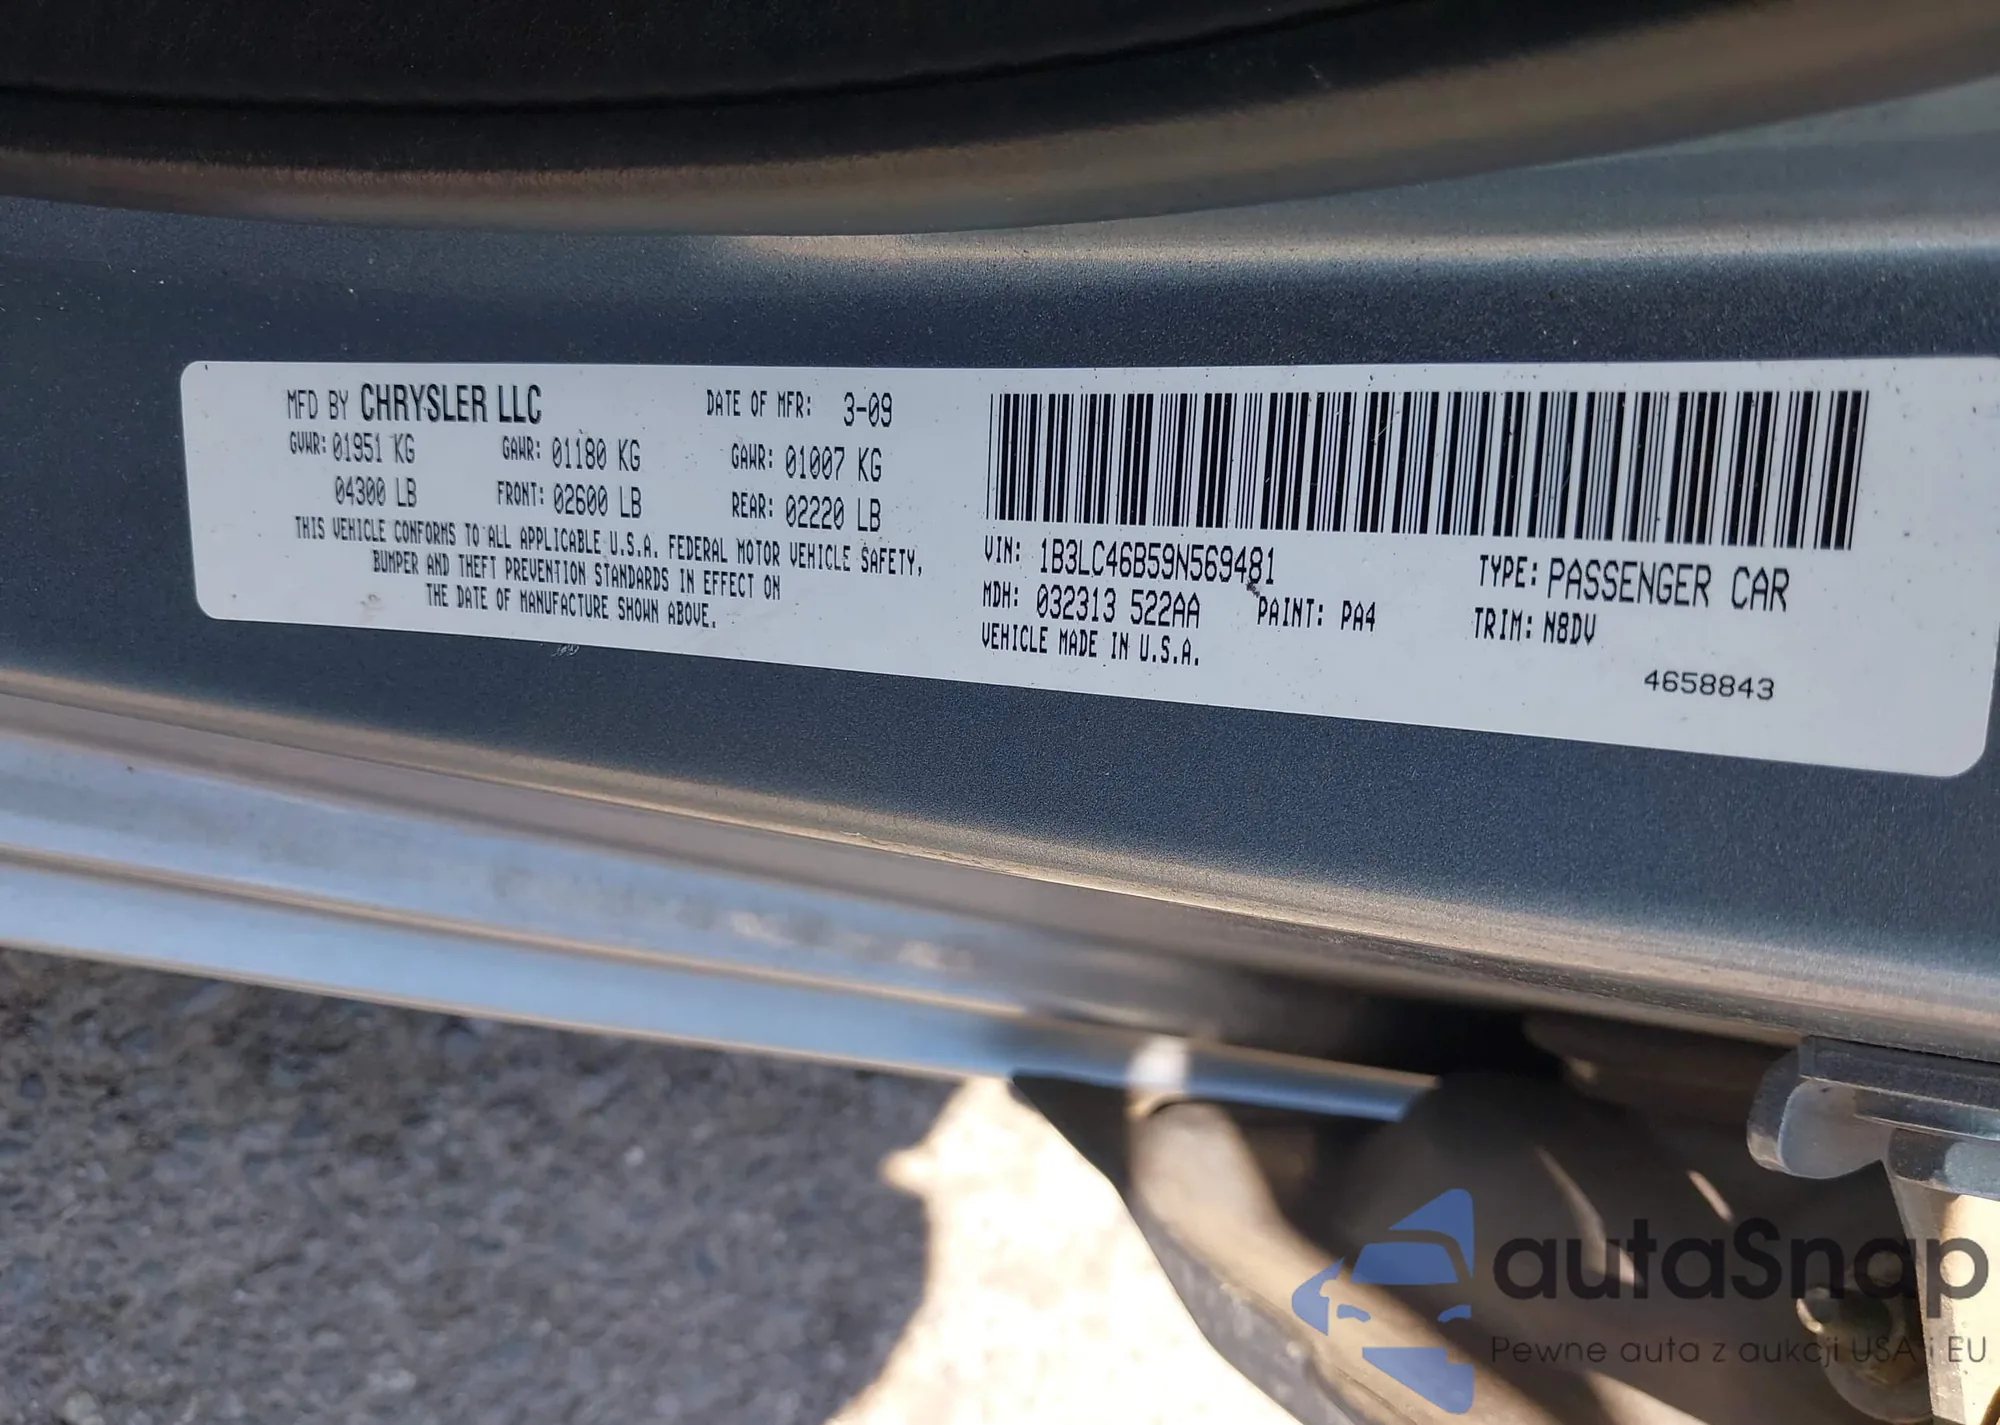 MFD BY CHRYSLER LLC DATE OF MFR: 3-09
GVWR: 01951 KG GAWR: 01180 KG GAWR: 01007 KG
04300 LB FRONT: 02600 LB REAR: 02220 LB
THIS VEHICLE CONFORMS TO ALL APPLICABLE U.S.A. FEDERAL MOTOR VEHICLE SAFETY,
BUMPER AND THEFT PREVENTION STANDARDS IN EFFECT ON
THE DATE OF MANUFACTURE SHOWN ABOVE.
VIN: 1B3LC46B59N569481 TYPE: PASSENGER CAR
MDH: 032313 522AA PAINT: PA4 TRIM: N8DV
VEHICLE MADE IN U.S.A.
4658843
autaSnap
Pewne auta z aukcji USA i EU